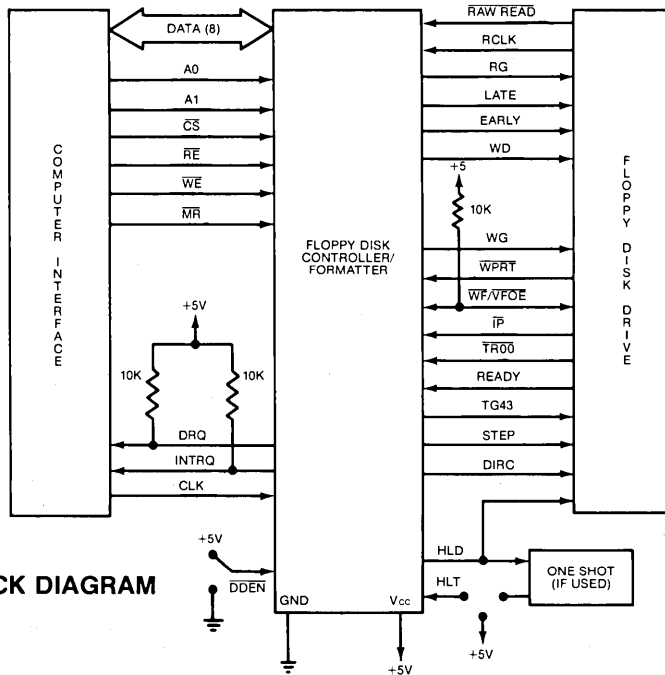 DATA (8)
A0
A1
CS
RE
WE
MR
COMPUTER INTERFACE
+5V
10K
10K
DRQ
INTRQ
CLK
+5V
DDEN
CK DIAGRAM
FLOPPY DISK
CONTROLLER/
FORMATTER
GND
Vcc
+5V
RAW READ
RCLK
RG
LATE
EARLY
WD
+5
10K
WG
WPRT
WF/VFOE
IP
TR00
READY
TG43
STEP
DIRC
HLD
HLT
+5V
ONE SHOT
(IF USED)
FLOPPY DISK DRIVE